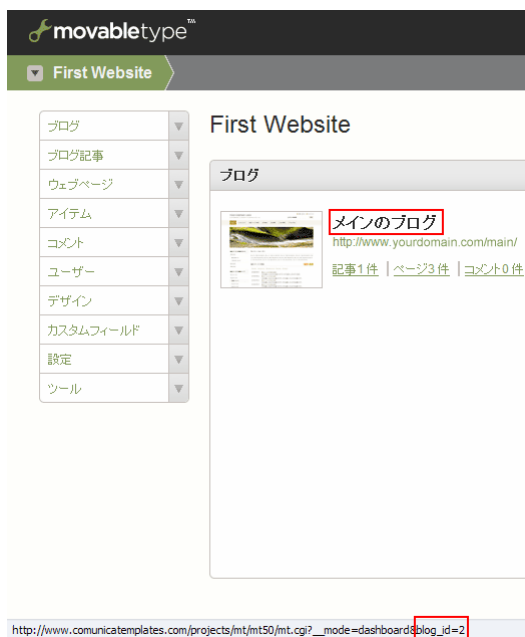 movabletype™
First Website
ブログ
ブログ記事
ウェブページ
アイテム
コメント
ユーザー
デザイン
カスタムフィールド
設定
ツール
First Website
ブログ
メインのブログ
http://www.yourdomain.com/main/
記事1件 | ページ3件 | コメント0件
http://www.comunicatemplates.com/projects/mt/mt50/mt.cgi?__mode=dashboard&blog_id=2